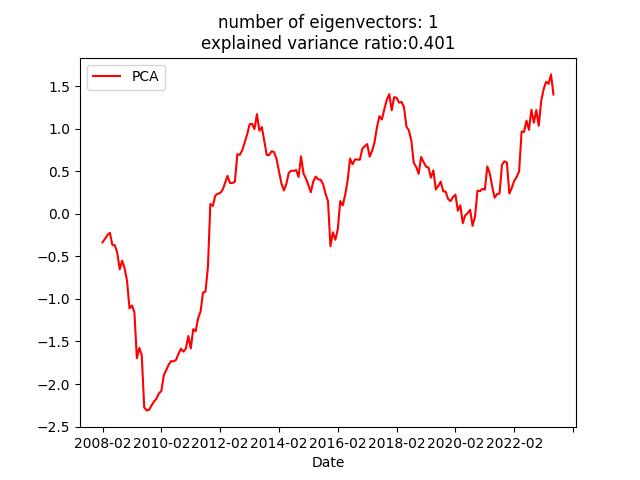 number of eigenvectors: 1
explained variance ratio:0.401
PCA
1.5
1.0
0.5
0.0
−0.5
−1.0
−1.5
−2.0
−2.5
2008-02 2010-02 2012-02 2014-02 2016-02 2018-02 2020-02 2022-02
Date